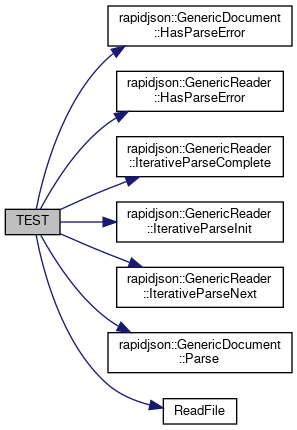 rapidjson::GenericDocument
::HasParseError
rapidjson::GenericReader
::HasParseError
rapidjson::GenericReader
::IterativeParseComplete
TEST
rapidjson::GenericReader
::IterativeParseInit
rapidjson::GenericReader
::IterativeParseNext
rapidjson::GenericDocument
::Parse
ReadFile